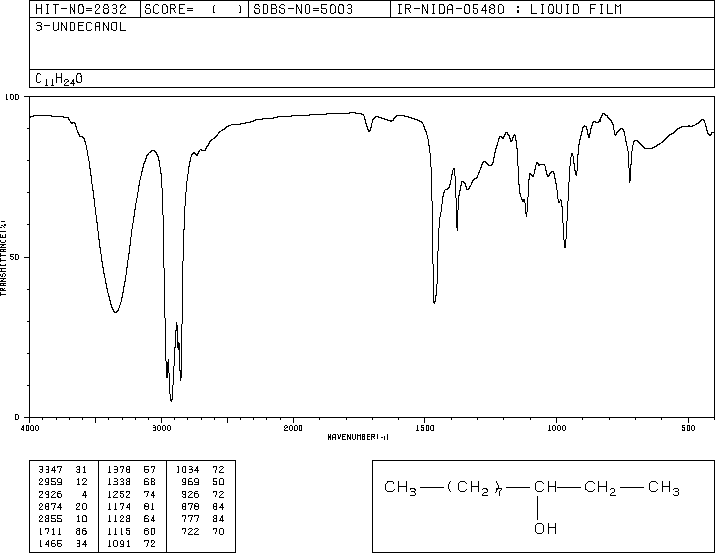 HIT-NO=2832 SCORE= ( ) SDBS-NO=5003 IR-NIDA-05480 : LIQUID FILM
3-UNDECANOL
C11H24O
100
50
0
TRANSMITTANCE(%)
4000 3000 2000 1500 1000 500
WAVENUMBER(-1)
3347 31 1378 57 1034 72
2959 12 1338 68 969 50
2926 4 1252 74 926 72
2874 20 1174 81 878 84
2855 10 1128 64 777 84
1711 86 1115 60 722 70
1466 34 1091 72
CH3—(CH2)7—CH—CH2—CH3
OH